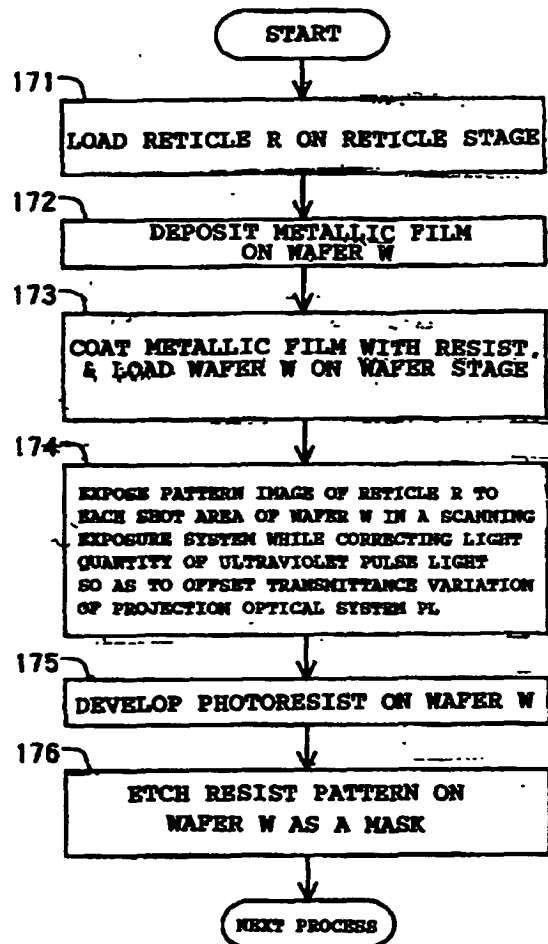 START
171
LOAD RETICLE R ON RETICLE STAGE
172
DEPOSIT METALLIC FILM
ON WAFER W
173
COAT METALLIC FILM WITH RESIST,
& LOAD WAFER W ON WAFER STAGE
174
EXPOSE PATTERN IMAGE OF RETICLE R TO
EACH SHOT AREA OF WAFER W IN A SCANNING
EXPOSURE SYSTEM WHILE CORRECTING LIGHT
QUANTITY OF ULTRAVIOLET PULSE LIGHT
SO AS TO OFFSET TRANSMITTANCE VARIATION
OF PROJECTION OPTICAL SYSTEM PL
175
DEVELOP PHOTORESIST ON WAFER W
176
ETCH RESIST PATTERN ON
WAFER W AS A MASK
NEXT PROCESS